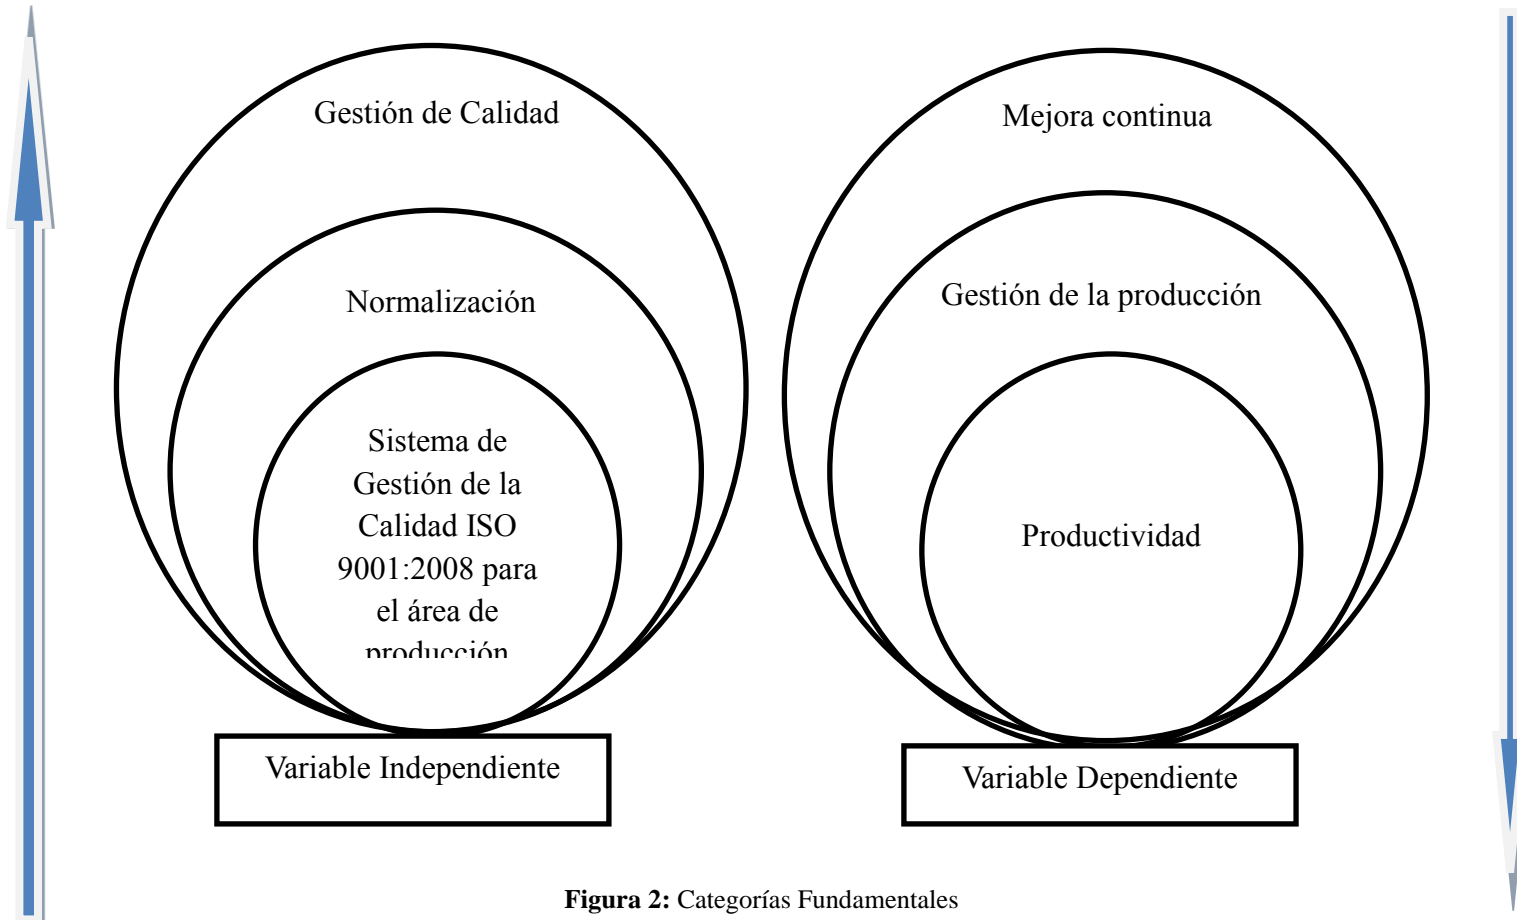 Gestión de Calidad
Normalización
Sistema de
Gestión de la
Calidad ISO
9001:2008 para
el área de
producción
Variable Independiente
Mejora continua
Gestión de la producción
Productividad
Variable Dependiente
Figura 2: Categorías Fundamentales